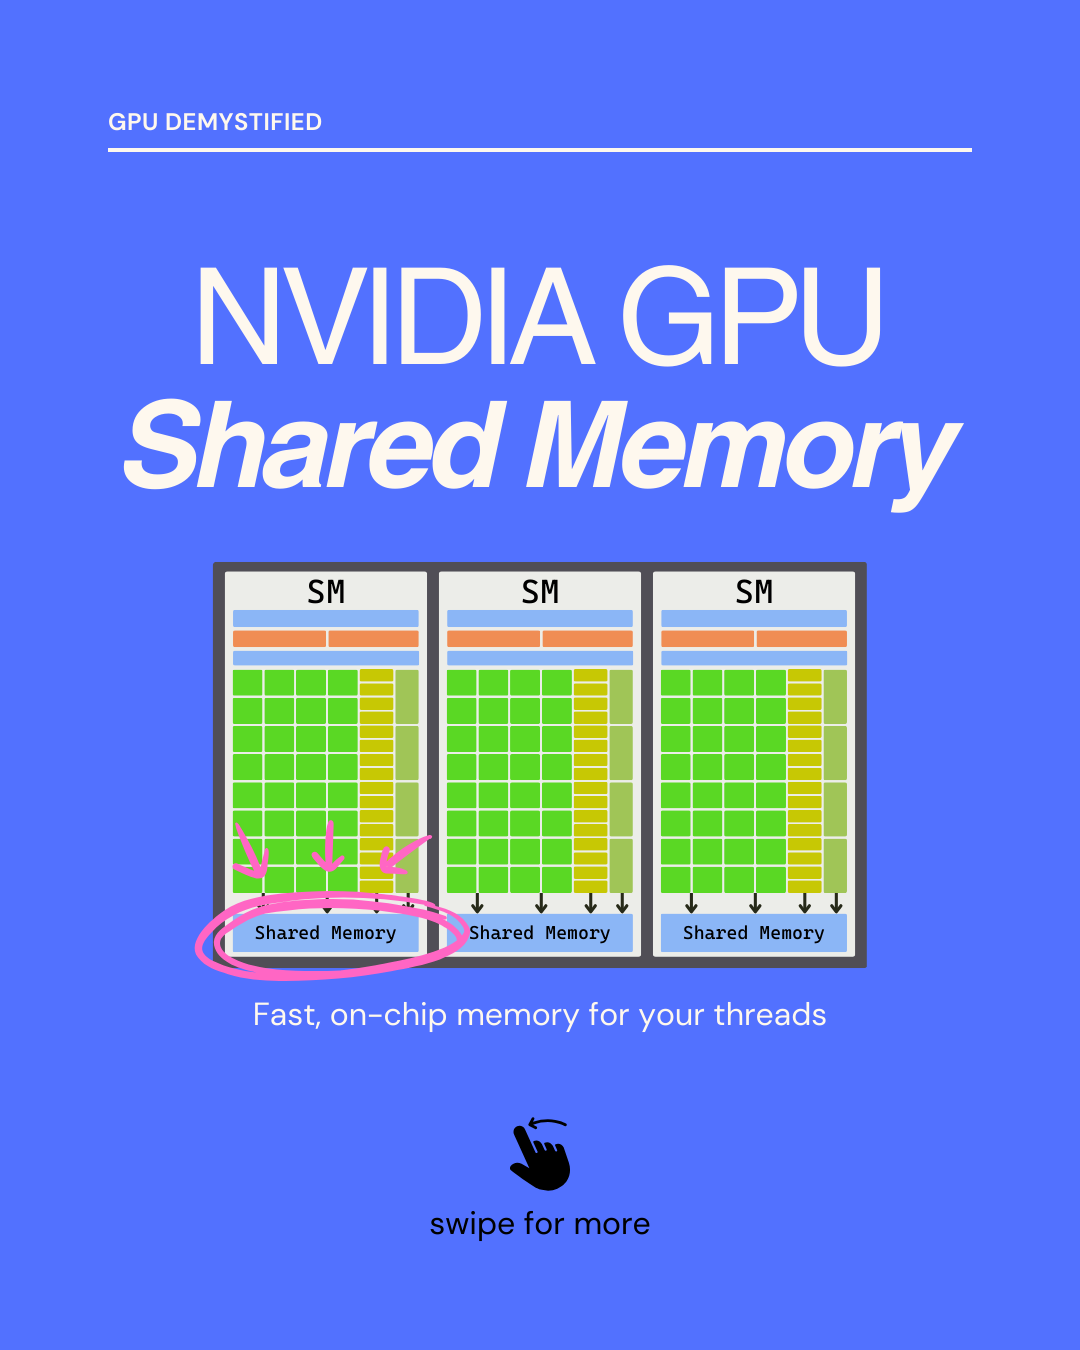 GPU DEMYSTIFIED
NVIDIA GPU
Shared Memory
SM SM SM
Shared Memory Shared Memory Shared Memory
Fast, on-chip memory for your threads
swipe for more